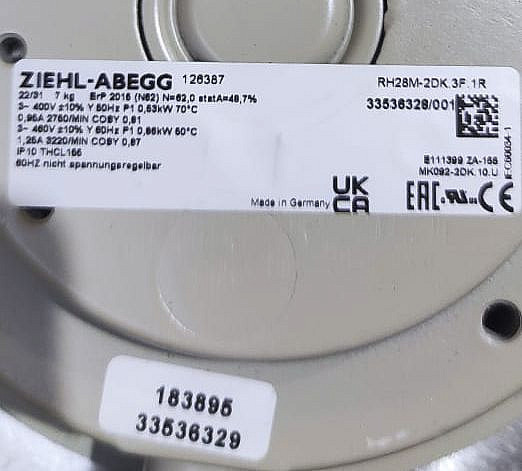 ZIEHL-ABEGG 126387 RH28M-2DK.3F.1R
22/31 7 kg ErP 2015 (N62) N=62,0 statA=48,7%
33536328/001
3~ 400V ±10% Y 50Hz P1 0,53kW 70°C
0,95A 2750/MIN COSY 0,81
3~ 460V ±10% Y 60Hz P1 0,86kW 50°C
1,25A 3220/MIN COSY 0,87
IP10 THCL155
60HZ nicht spannungsregelbar
E111399 ZA-155
MK092-2DK.10.U
IEC60034-1
Made in Germany UK CA EAC CE
183895
33536329